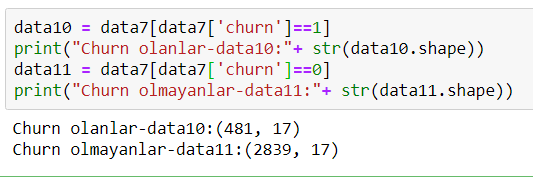 data10 = data7[data7['churn']==1]
print("Churn olanlar-data10:"+ str(data10.shape))
data11 = data7[data7['churn']==0]
print("Churn olmayanlar-data11:"+ str(data11.shape))
Churn olanlar-data10:(481, 17)
Churn olmayanlar-data11:(2839, 17)